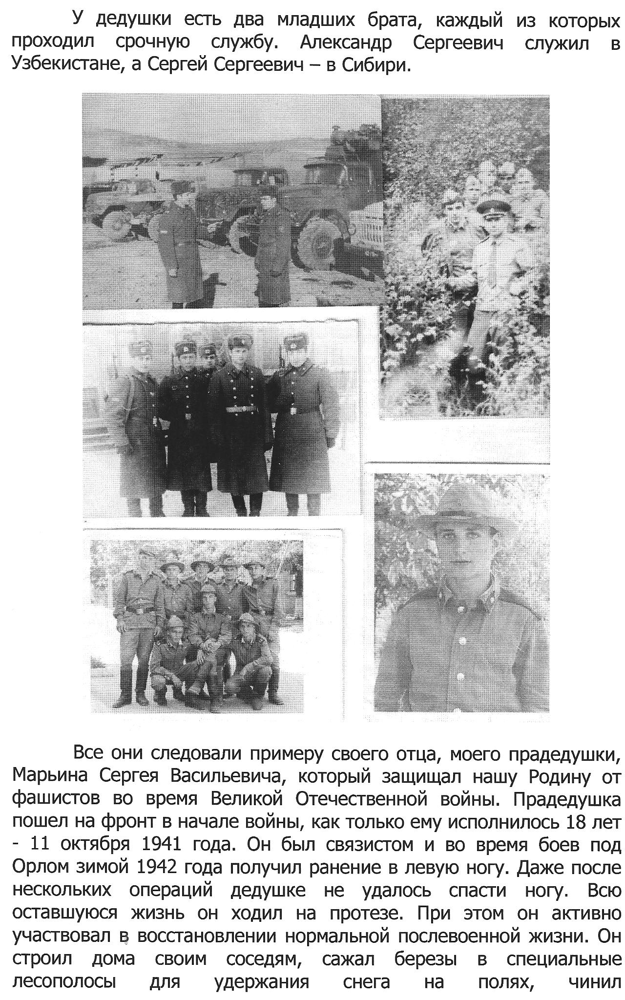 У дедушки есть два младших брата, каждый из которых
проходил срочную службу. Александр Сергеевич служил в
Узбекистане, а Сергей Сергеевич – в Сибири.
Все они следовали примеру своего отца, моего прадедушки,
Марьина Сергея Васильевича, который защищал нашу Родину от
фашистов во время Великой Отечественной войны. Прадедушка
пошел на фронт в начале войны, как только ему исполнилось 18 лет
- 11 октября 1941 года. Он был связистом и во время боев под
Орлом зимой 1942 года получил ранение в левую ногу. Даже после
нескольких операций дедушке не удалось спасти ногу. Всю
оставшуюся жизнь он ходил на протезе. При этом он активно
участвовал в восстановлении нормальной послевоенной жизни. Он
строил дома своим соседям, сажал березы в специальные
лесополосы для удержания снега на полях, чинил